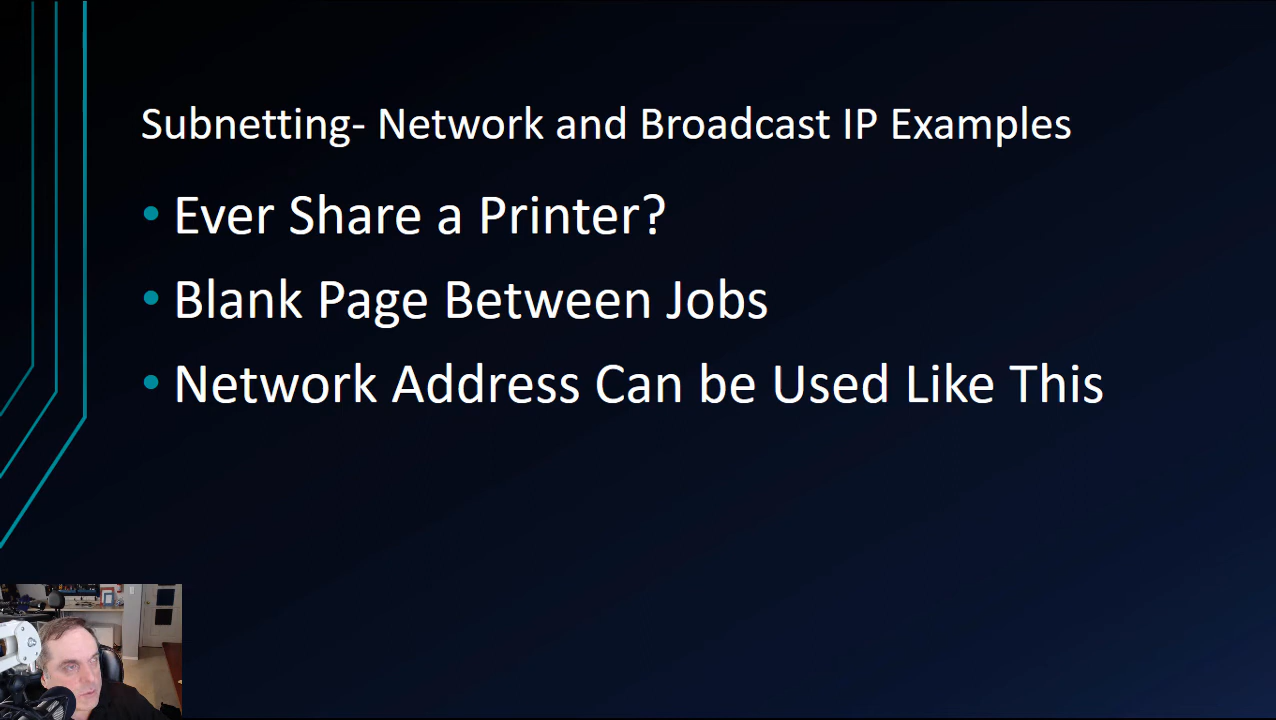 Subnetting- Network and Broadcast IP Examples
• Ever Share a Printer?
• Blank Page Between Jobs
• Network Address Can be Used Like This